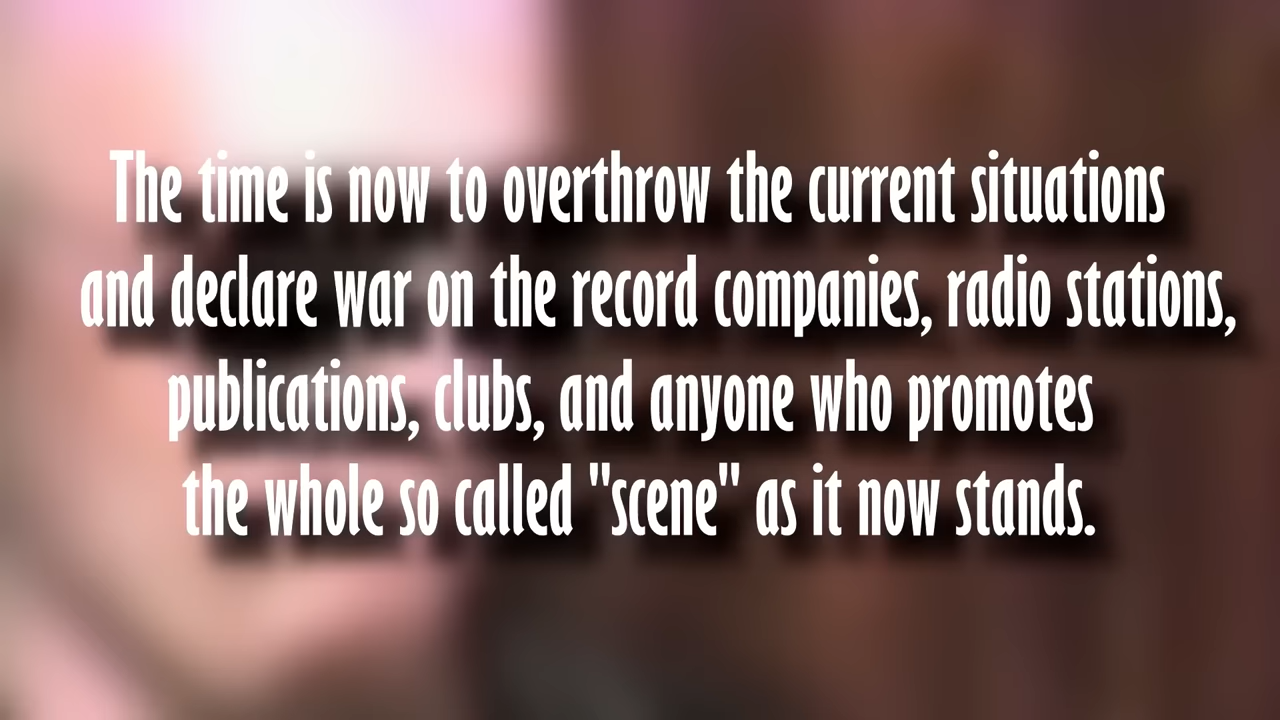 The time is now to overthrow the current situations
and declare war on the record companies, radio stations,
publications, clubs, and anyone who promotes
the whole so called "scene" as it now stands.